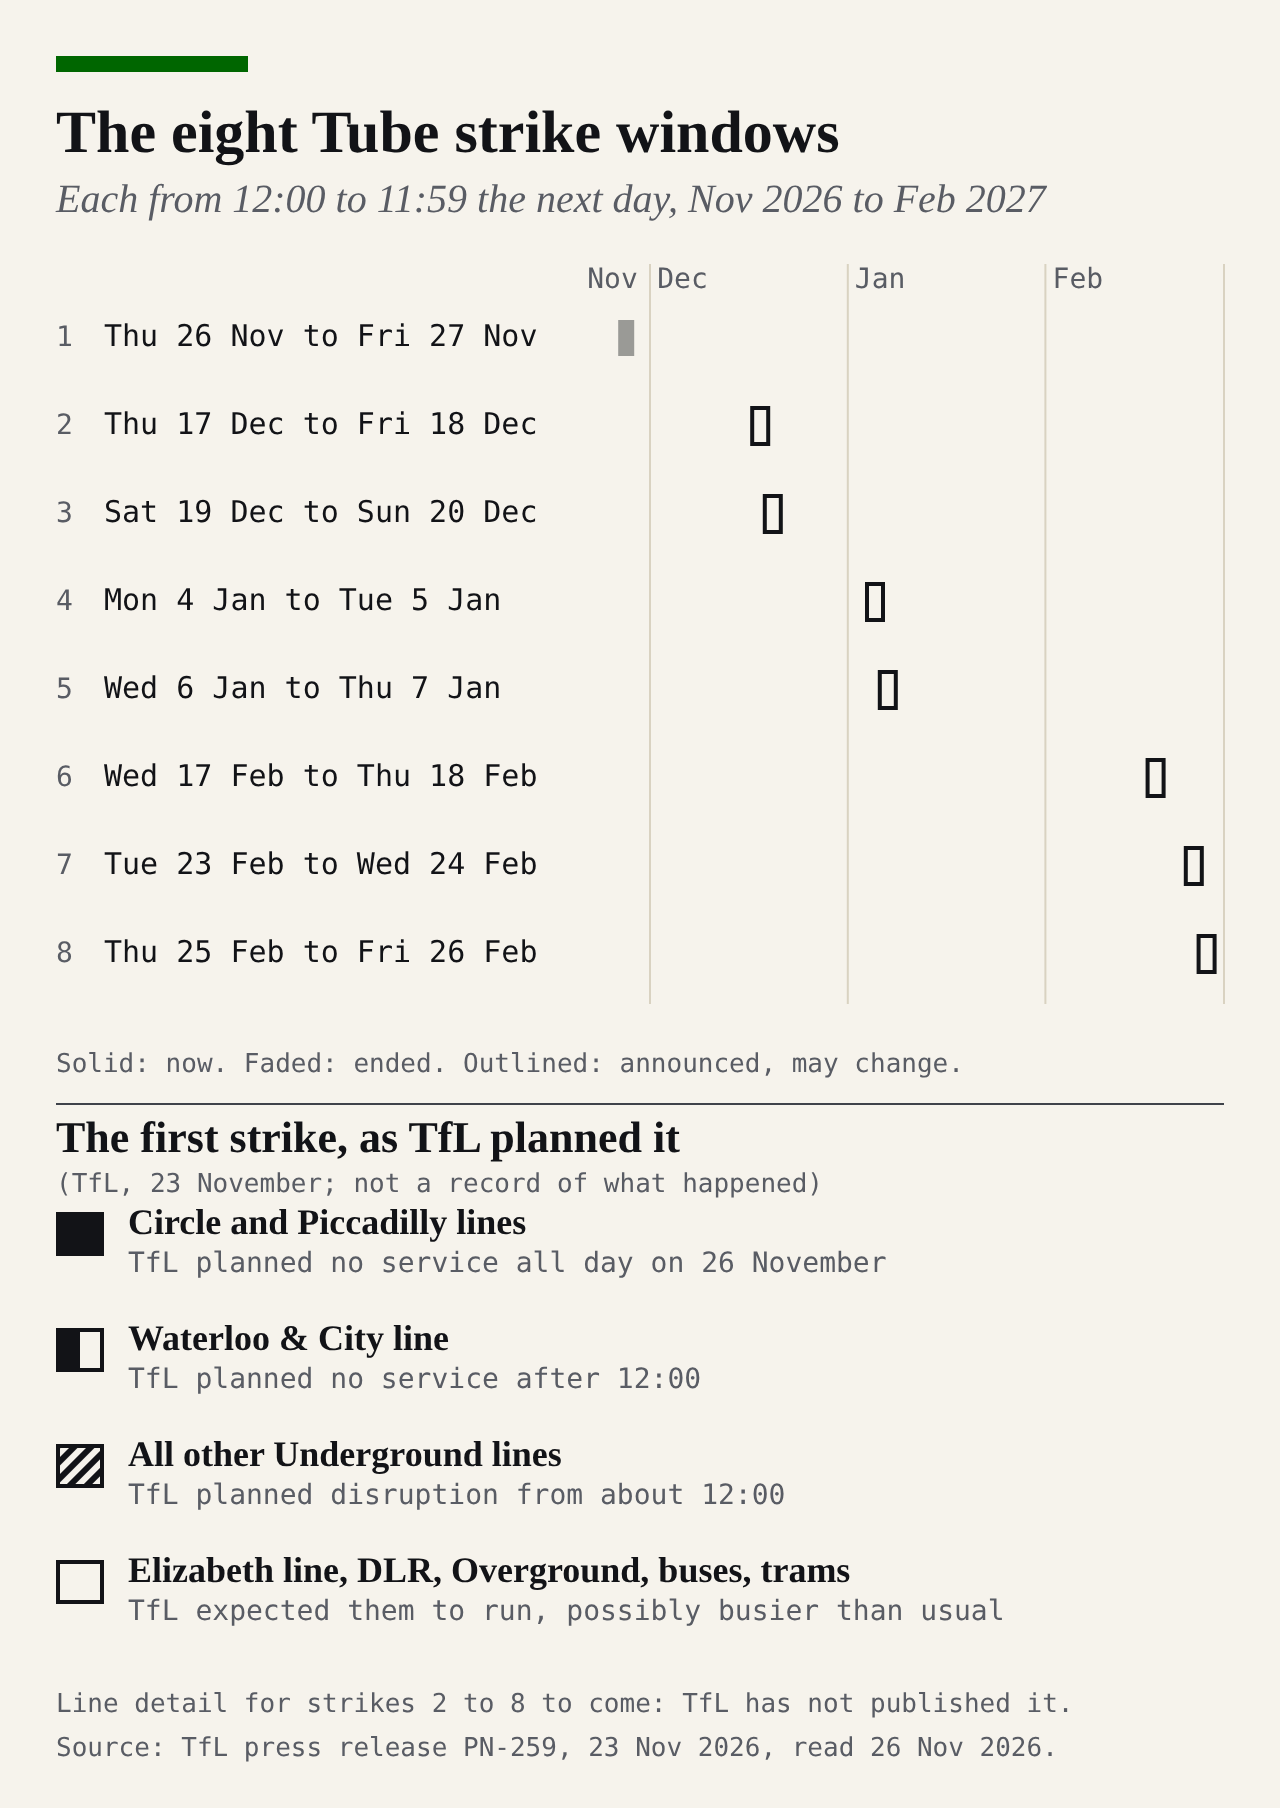 The eight Tube strike windows
Each from 12:00 to 11:59 the next day, Nov 2026 to Feb 2027
Nov Dec Jan Feb
1 Thu 26 Nov to Fri 27 Nov
2 Thu 17 Dec to Fri 18 Dec
3 Sat 19 Dec to Sun 20 Dec
4 Mon 4 Jan to Tue 5 Jan
5 Wed 6 Jan to Thu 7 Jan
6 Wed 17 Feb to Thu 18 Feb
7 Tue 23 Feb to Wed 24 Feb
8 Thu 25 Feb to Fri 26 Feb
Solid: now. Faded: ended. Outlined: announced, may change.
The first strike, as TfL planned it
(TfL, 23 November; not a record of what happened)
Circle and Piccadilly lines
TfL planned no service all day on 26 November
Waterloo & City line
TfL planned no service after 12:00
All other Underground lines
TfL planned disruption from about 12:00
Elizabeth line, DLR, Overground, buses, trams
TfL expected them to run, possibly busier than usual
Line detail for strikes 2 to 8 to come: TfL has not published it.
Source: TfL press release PN-259, 23 Nov 2026, read 26 Nov 2026.